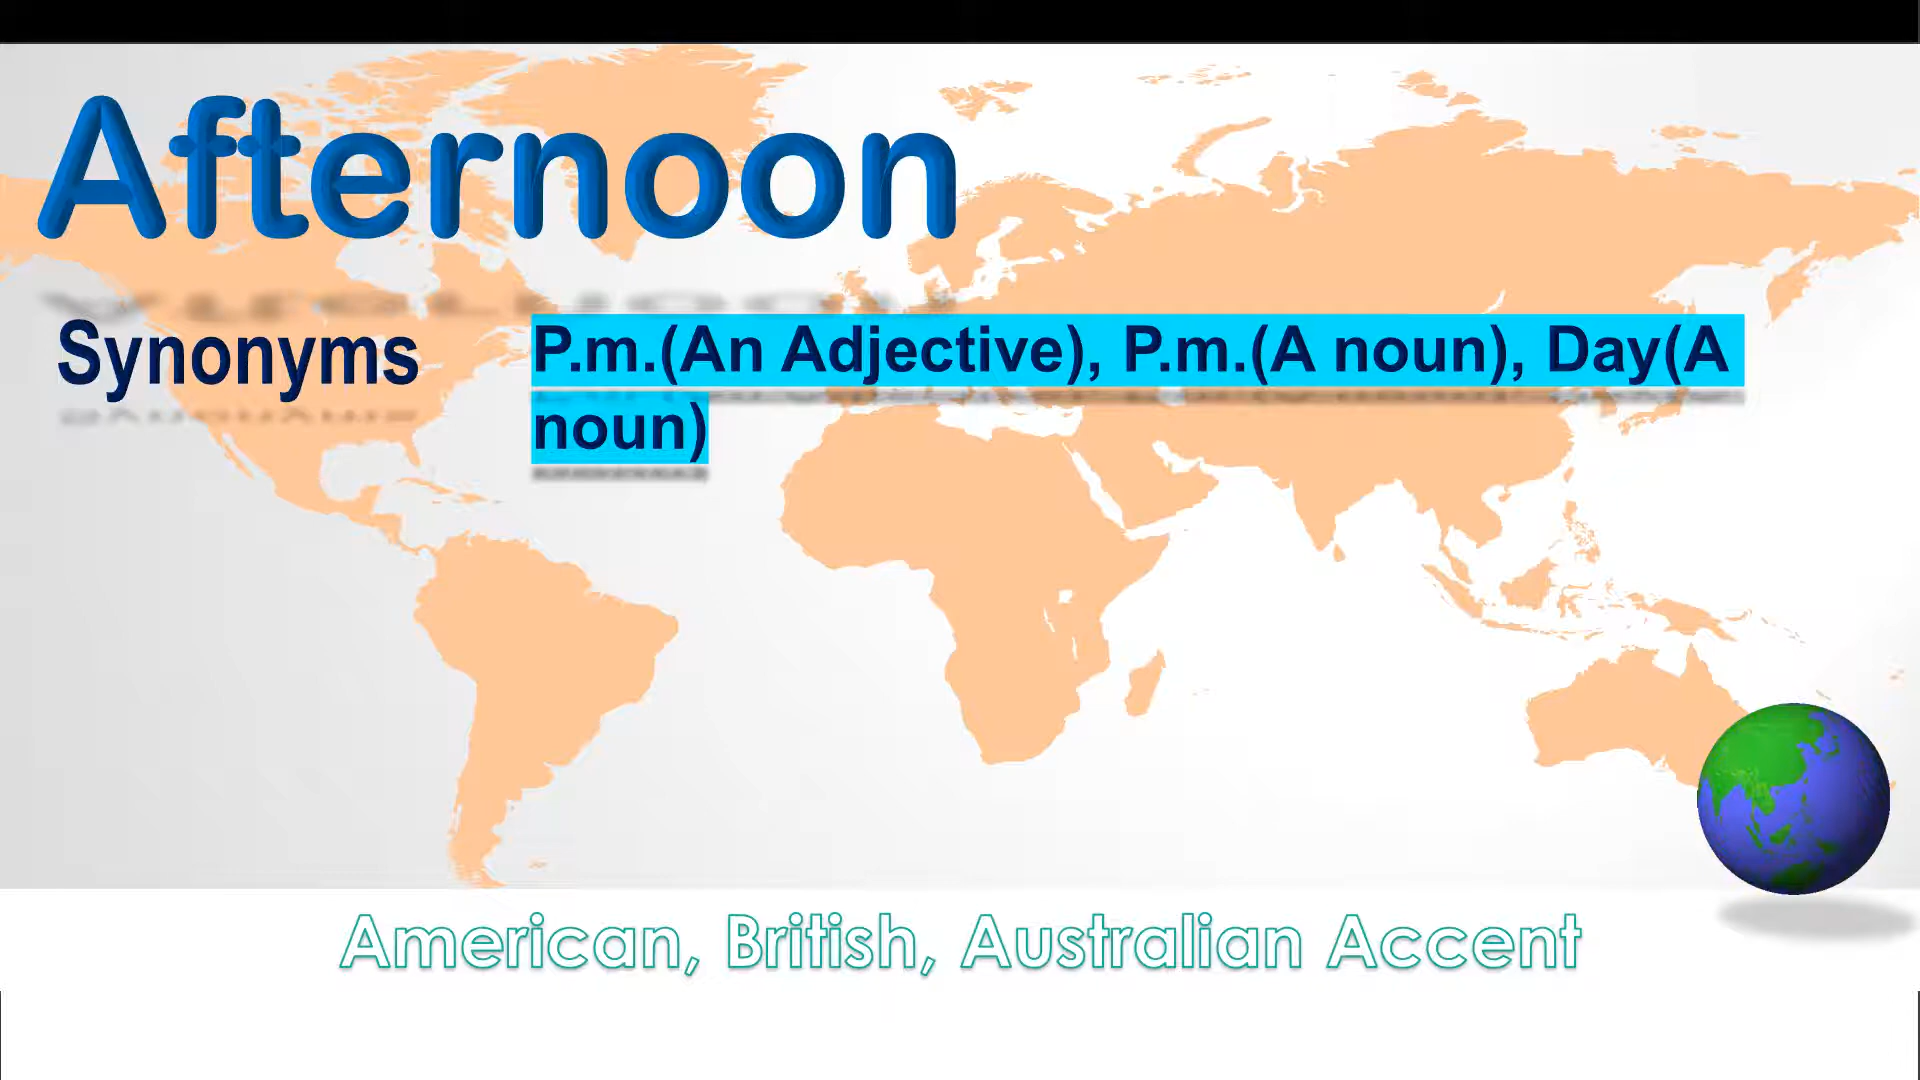 Afternoon
Synonyms
P.m.(An Adjective), P.m.(A noun), Day(A
noun)
American, British, Australian Accent